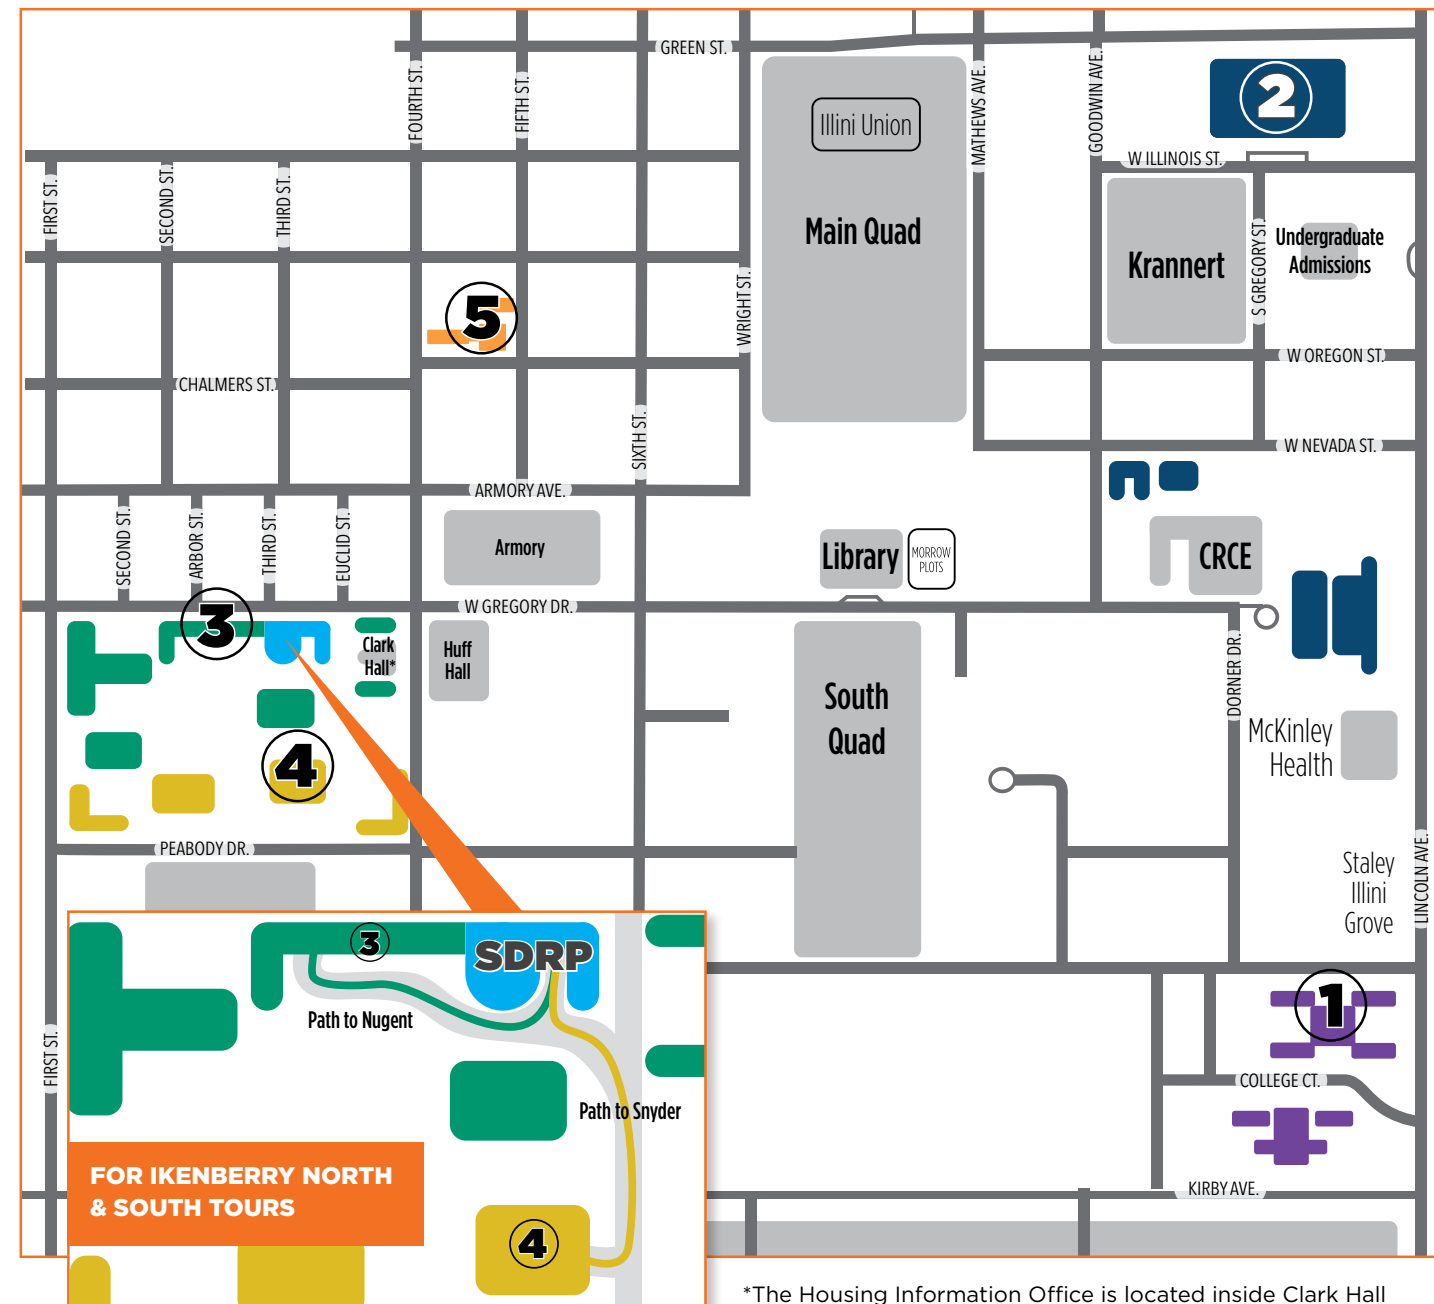 GREEN ST.
FOURTH ST.
FIFTH ST.
MATHEWS AVE.
GOODWIN AVE.
2
Illini Union
W ILLINOIS ST.
FIRST ST.
SECOND ST.
THIRD ST.
Main Quad
Krannert
S GREGORY ST.
Undergraduate
Admissions
WRIGHT ST.
5
W OREGON ST.
CHALMERS ST.
SIXTH ST.
W NEVADA ST.
ARMORY AVE.
SECOND ST.
ARBOR ST.
THIRD ST.
EUCLID ST.
Armory
Library
MORROW
PLOTS
CRCE
W GREGORY DR.
3
Clark
Hall*
Huff
Hall
South
Quad
DORNER DR.
McKinley
Health
4
PEABODY DR.
Staley
Illini
Grove
LINCOLN AVE.
3
SDRP
Path to Nugent
1
FIRST ST.
COLLEGE CT.
Path to Snyder
FOR IKENBERRY NORTH
& SOUTH TOURS
KIRBY AVE.
4
*The Housing Information Office is located inside Clark Hall